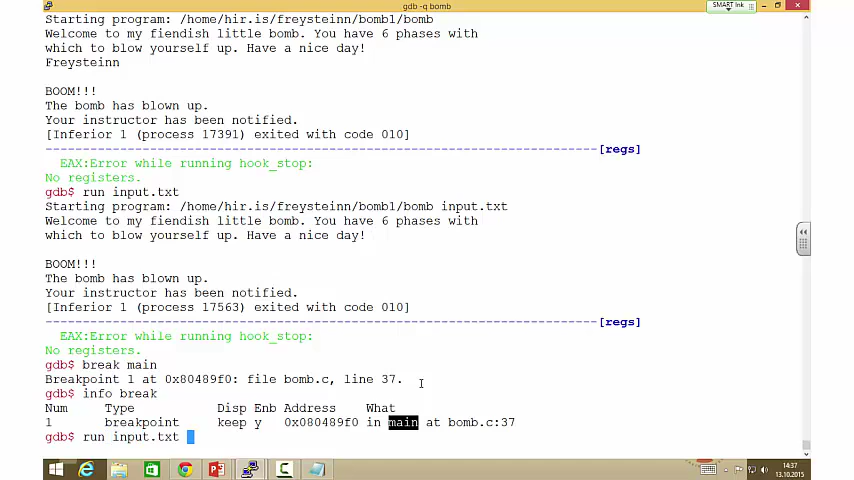 gdb -q bomb
SMART Ink
Starting program: /home/hir.is/freysteinn/bomb1/bomb
Welcome to my fiendish little bomb. You have 6 phases with
which to blow yourself up. Have a nice day!
Freysteinn
BOOM!!!
The bomb has blown up.
Your instructor has been notified.
[Inferior 1 (process 17391) exited with code 010]
-----------------------------------------------------------------------[regs]
EAX:Error while running hook_stop:
No registers.
gdb$ run input.txt
Starting program: /home/hir.is/freysteinn/bomb1/bomb input.txt
Welcome to my fiendish little bomb. You have 6 phases with
which to blow yourself up. Have a nice day!
BOOM!!!
The bomb has blown up.
Your instructor has been notified.
[Inferior 1 (process 17563) exited with code 010]
-----------------------------------------------------------------------[regs]
EAX:Error while running hook_stop:
No registers.
gdb$ break main
Breakpoint 1 at 0x80489f0: file bomb.c, line 37.
gdb$ info break
Num Type Disp Enb Address What
1 breakpoint keep y 0x080489f0 in main at bomb.c:37
gdb$ run input.txt
14:37
13.10.2015